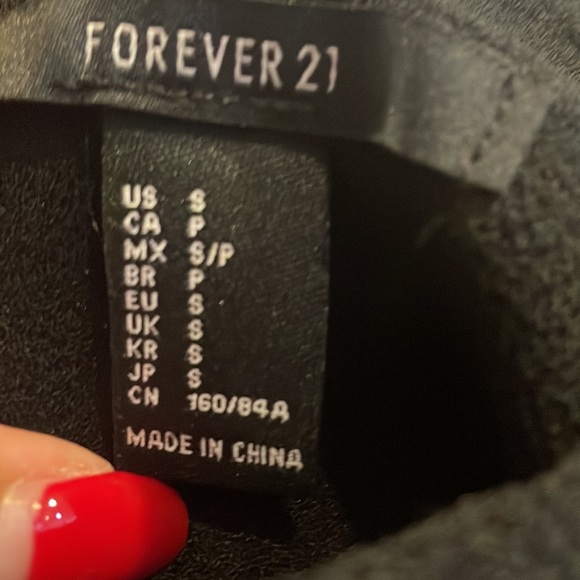 FOREVER 21
US S
CA P
MX S/P
BR P
EU S
UK S
KR S
JP S
CN 160/84A
MADE IN CHINA